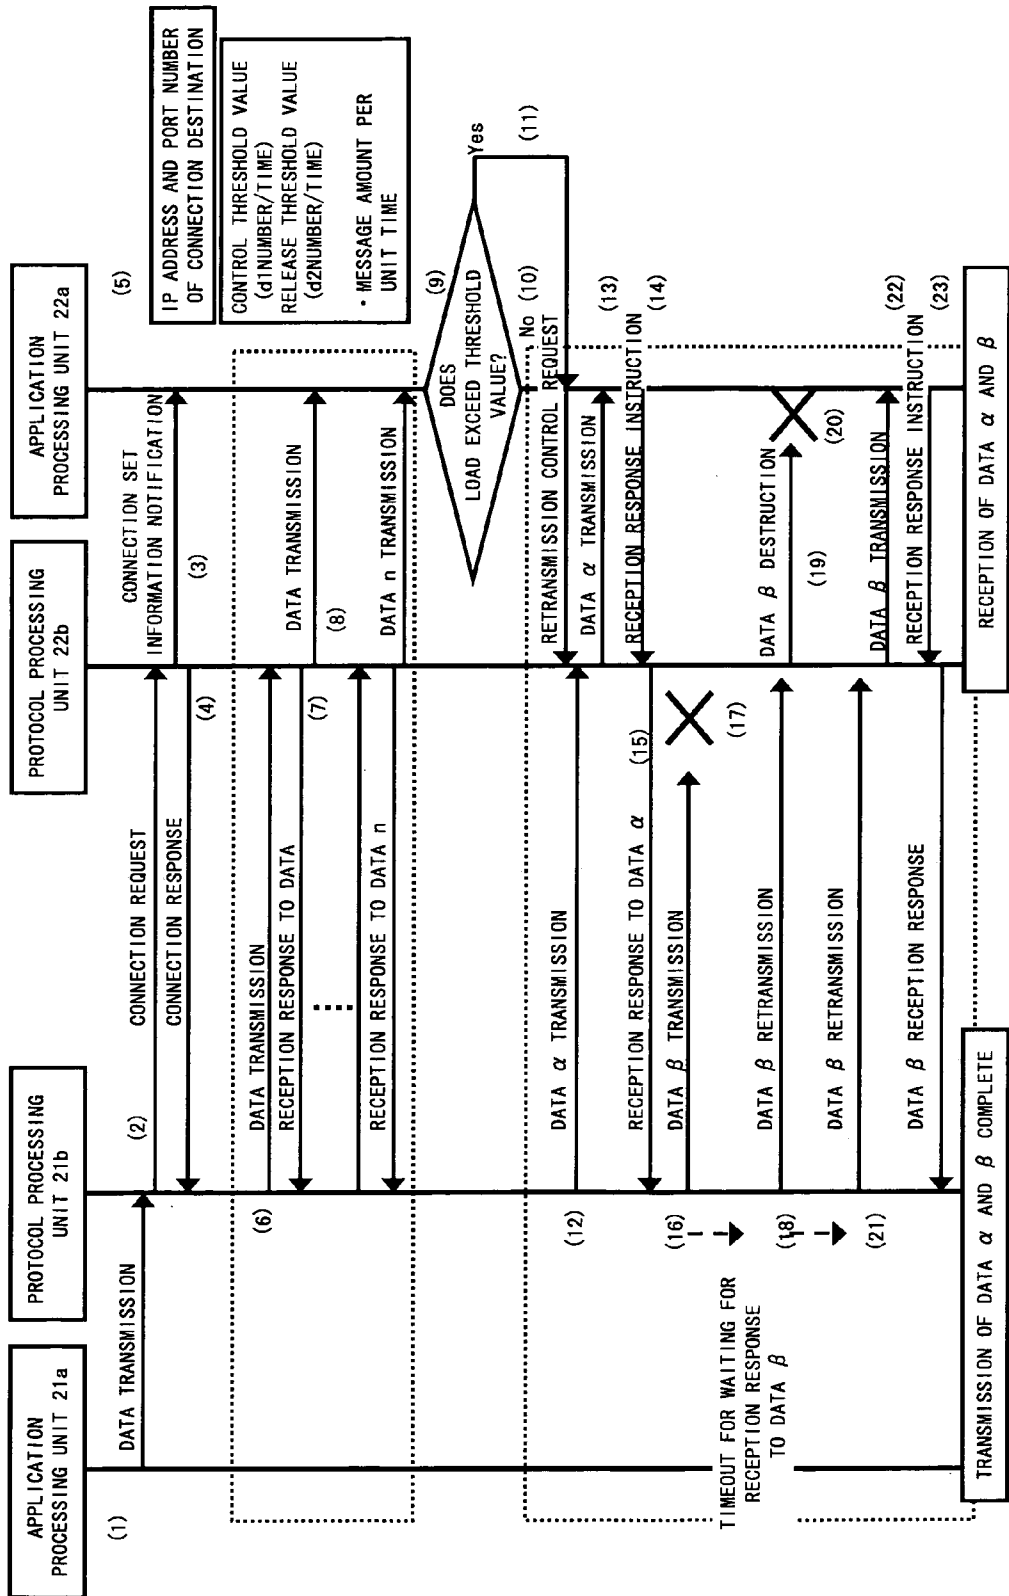 APPLICATION
PROCESSING UNIT 21a
PROTOCOL PROCESSING
UNIT 21b
PROTOCOL PROCESSING
UNIT 22b
APPLICATION
PROCESSING UNIT 22a
(1)
DATA TRANSMISSION
(2)
CONNECTION REQUEST
CONNECTION RESPONSE
CONNECTION SET
INFORMATION NOTIFICATION
(3)
(4)
(5)
IP ADDRESS AND PORT NUMBER
OF CONNECTION DESTINATION
CONTROL THRESHOLD VALUE
(d1NUMBER/TIME)
RELEASE THRESHOLD VALUE
(d2NUMBER/TIME)
・MESSAGE AMOUNT PER
UNIT TIME
(6)
DATA TRANSMISSION
RECEPTION RESPONSE TO DATA
(7)
DATA TRANSMISSION
(8)
RECEPTION RESPONSE TO DATA n
DATA n TRANSMISSION
(9)
DOES
LOAD EXCEED THRESHOLD
VALUE?
Yes
(11)
No (10)
RETRANSMISSION CONTROL REQUEST
(12)
DATA α TRANSMISSION
DATA α TRANSMISSION
(13)
RECEPTION RESPONSE INSTRUCTION
(14)
RECEPTION RESPONSE TO DATA α
(15)
(16)
DATA β TRANSMISSION
(17)
TIMEOUT FOR WAITING FOR
RECEPTION RESPONSE
TO DATA β
(18)
DATA β RETRANSMISSION
DATA β DESTRUCTION
(19)
(20)
(21)
DATA β RETRANSMISSION
DATA β TRANSMISSION
(22)
RECEPTION RESPONSE INSTRUCTION
(23)
DATA β RECEPTION RESPONSE
TRANSMISSION OF DATA α AND β COMPLETE
RECEPTION OF DATA α AND β